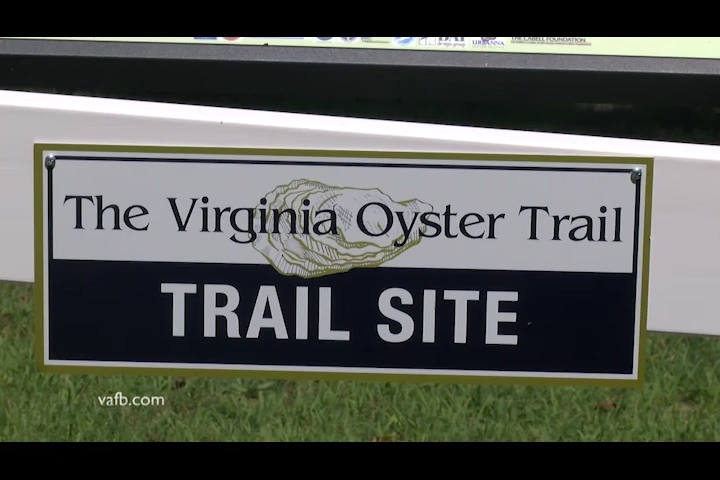 THE CABELL FOUNDATION
The Virginia Oyster Trail
TRAIL SITE
vafb.com